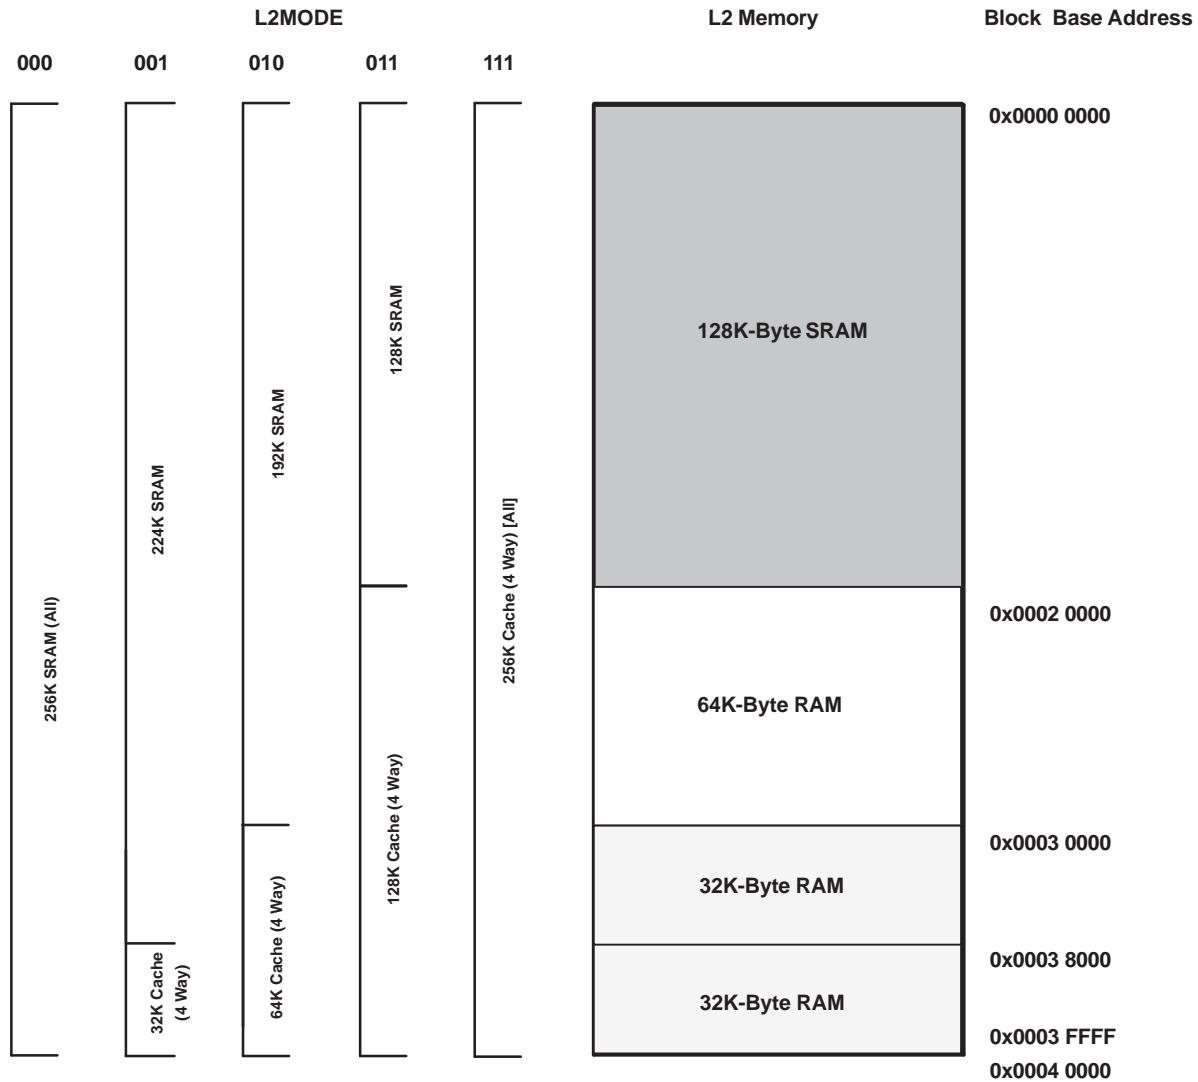 L2MODE
L2 Memory
Block Base Address
000
001
010
011
111
256K SRAM (All)
224K SRAM
32K Cache
(4 Way)
192K SRAM
64K Cache (4 Way)
128K SRAM
128K Cache (4 Way)
256K Cache (4 Way) [All]
128K-Byte SRAM
64K-Byte RAM
32K-Byte RAM
32K-Byte RAM
0x0000 0000
0x0002 0000
0x0003 0000
0x0003 8000
0x0003 FFFF
0x0004 0000